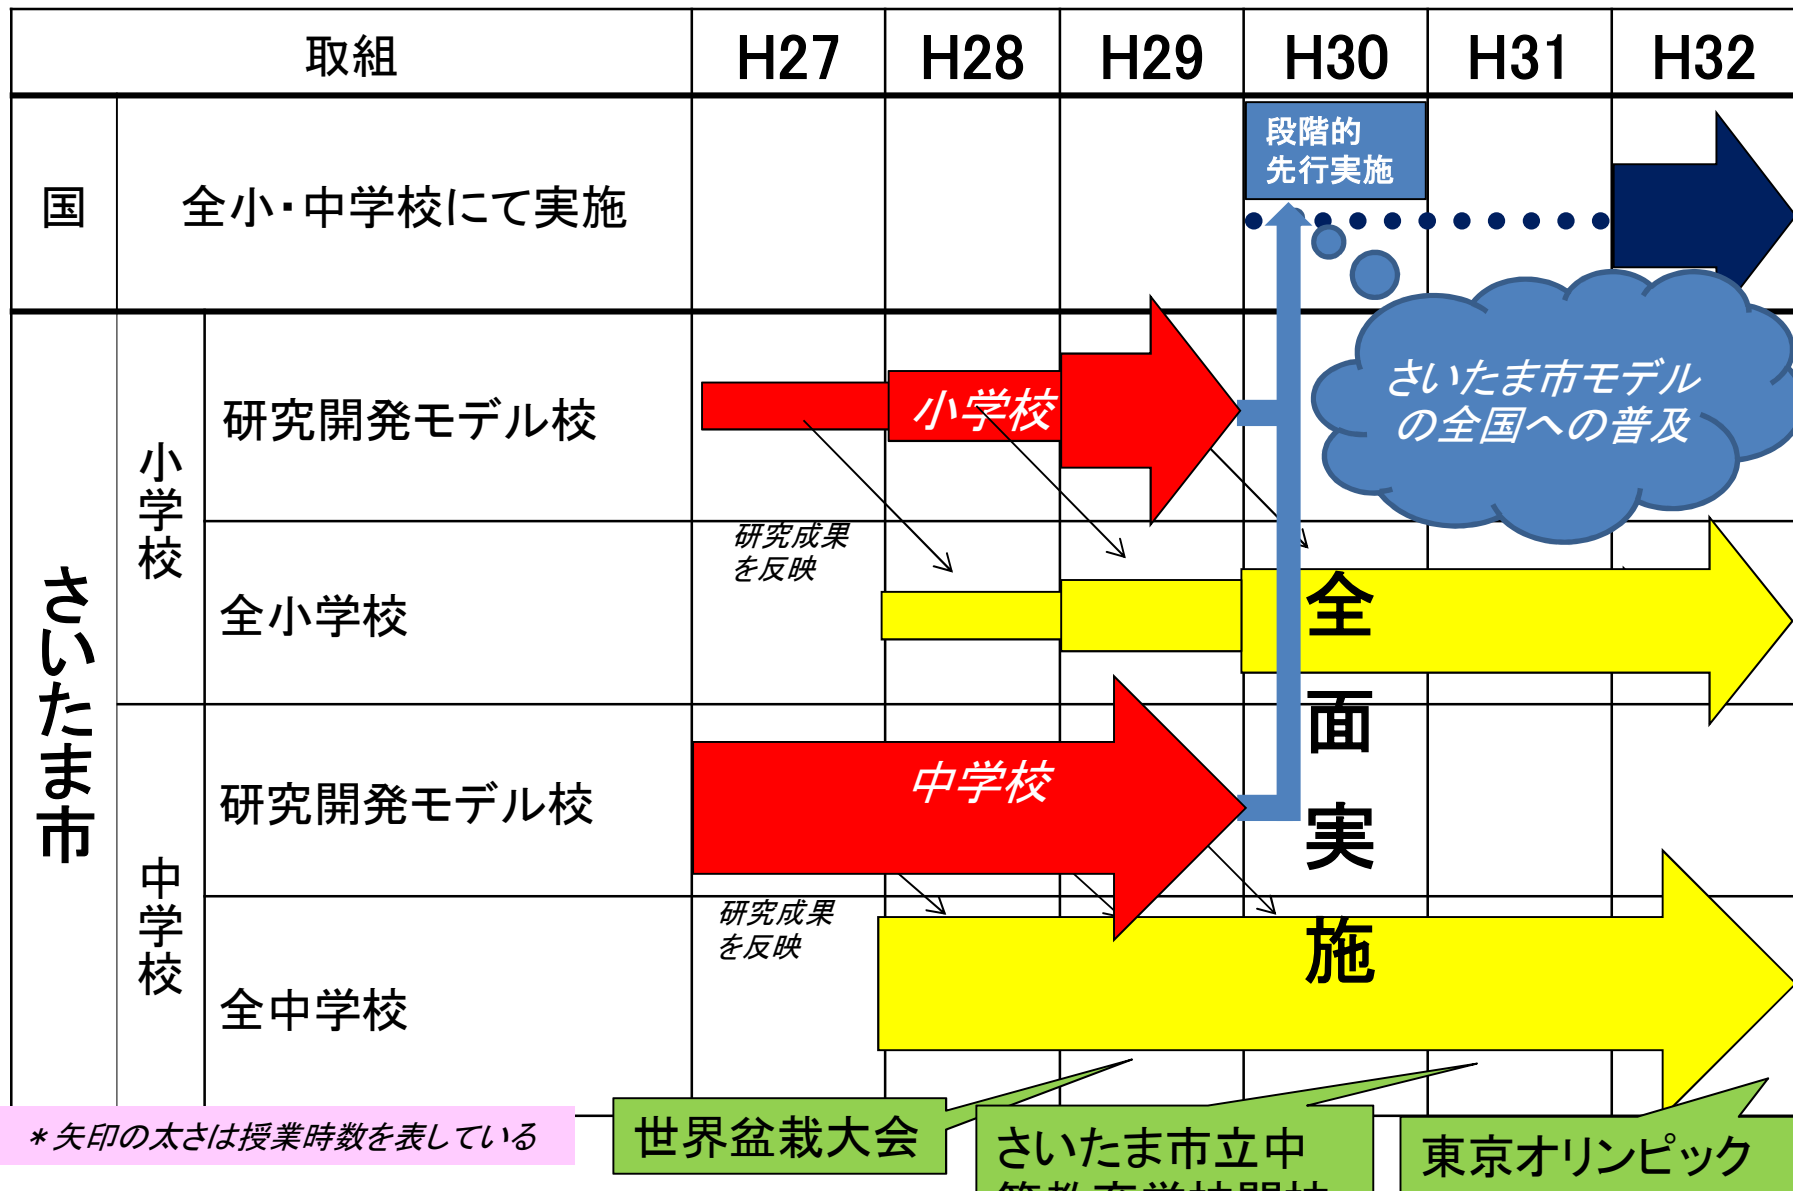 取組 H27 H28 H29 H30 H31 H32
国
全小・中学校にて実施
段階的
先行実施
さいたま市モデル
の全国への普及
さいたま市
小学校
研究開発モデル校
小学校
研究成果
を反映
全小学校
全面実施
中学校
研究開発モデル校
中学校
研究成果
を反映
全中学校
＊矢印の太さは授業時数を表している
世界盆栽大会
さいたま市立中
東京オリンピック